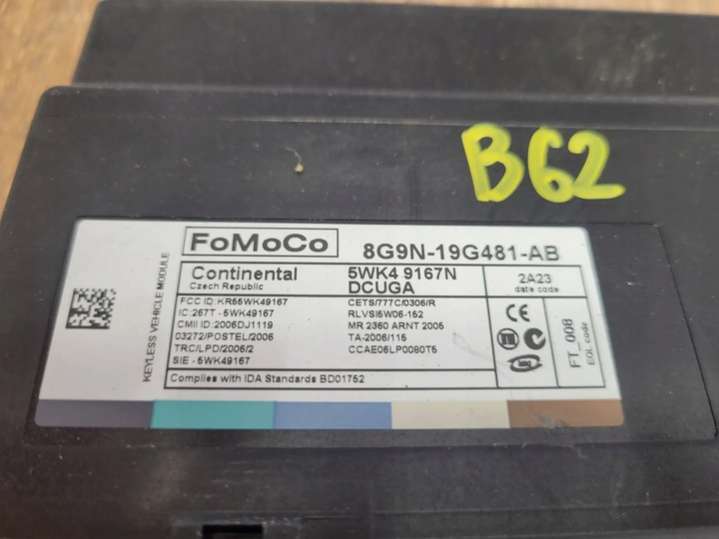 B62
FoMoCo
8G9N-19G481-AB
KEYLESS VEHICLE MODULE
Continental
Czech Republic
5WK4 9167N
DCUGA
2A23
date code
FCC ID: KR55WK49167
IC:267T - 5WK49167
CMII ID: 2006DJ1119
03272/POSTEL/2006
TRC/LPD/2006/2
SIE - 5WK49167
CETS/777C/0306/R
RLVSI5W06-152
MR 2360 ARNT 2005
TA-2006/115
CCAE06LP0080T5
CE
FT_008
EOL code
Complies with IDA Standards BD01752